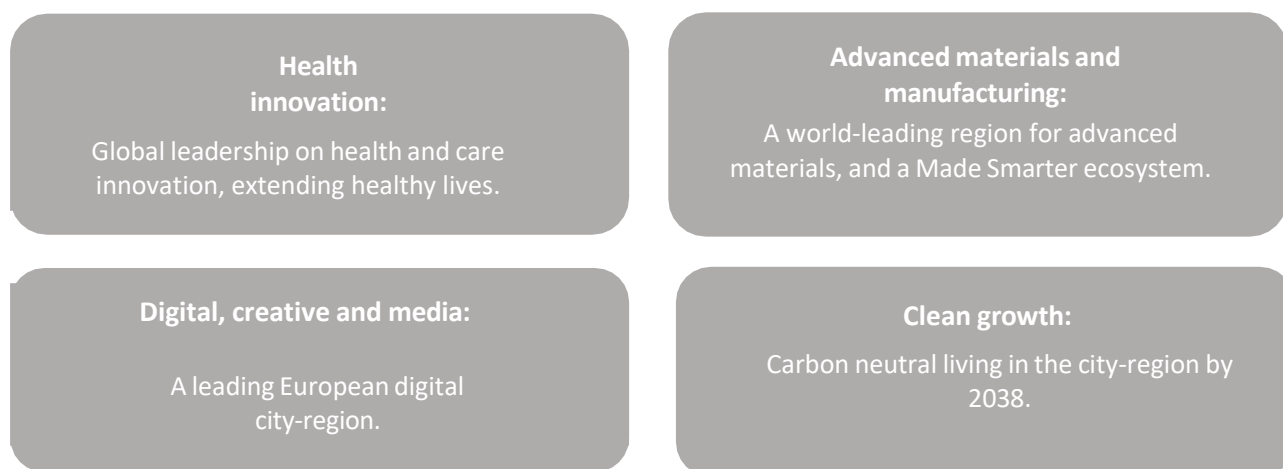 Health
innovation:
Global leadership on health and care
innovation, extending healthy lives.
Advanced materials and
manufacturing:
A world-leading region for advanced
materials, and a Made Smarter ecosystem.
Digital, creative and media:
A leading European digital
city-region.
Clean growth:
Carbon neutral living in the city-region by
2038.